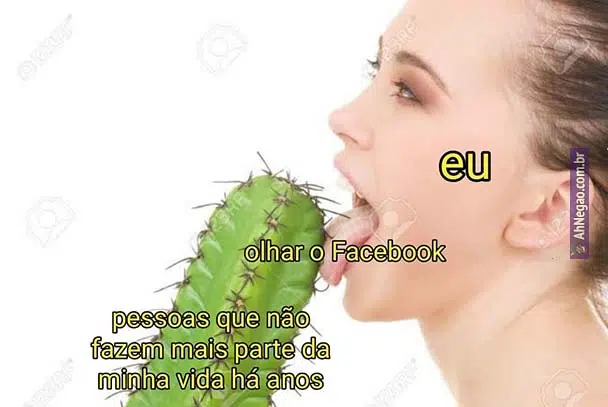 eu
AhNegao.com.br
olhar o Facebook
pessoas que não
fazem mais parte da
minha vida há anos